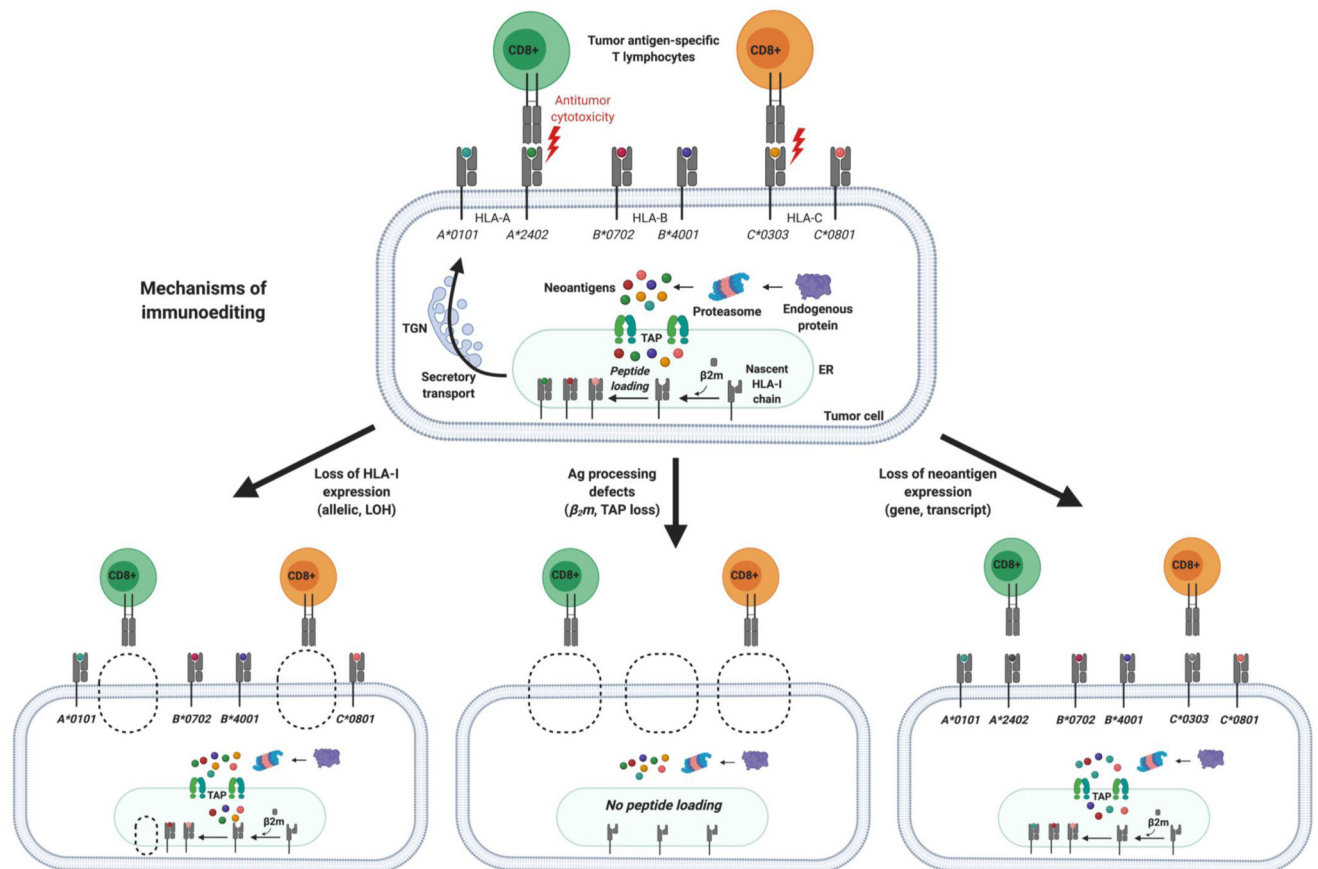 CD8+
Tumor antigen-specific
T lymphocytes
CD8+
Antitumor
cytotoxicity
HLA-A
HLA-B
HLA-C
A*0101
A*2402
B*0702
B*4001
C*0303
C*0801
Mechanisms of
immunoediting
Neoantigens
Proteasome
Endogenous
protein
TGN
TAP
Secretory
transport
Peptide
loading
β2m
Nascent
HLA-I
chain
ER
Tumor cell
Loss of HLA-I
expression
(allelic, LOH)
Ag processing
defects
(β₂m, TAP loss)
Loss of neoantigen
expression
(gene, transcript)
CD8+
CD8+
A*0101
B*0702
B*4001
C*0801
TAP
β2m
CD8+
CD8+
No peptide loading
CD8+
CD8+
A*0101
A*2402
B*0702
B*4001
C*0303
C*0801
TAP
β2m